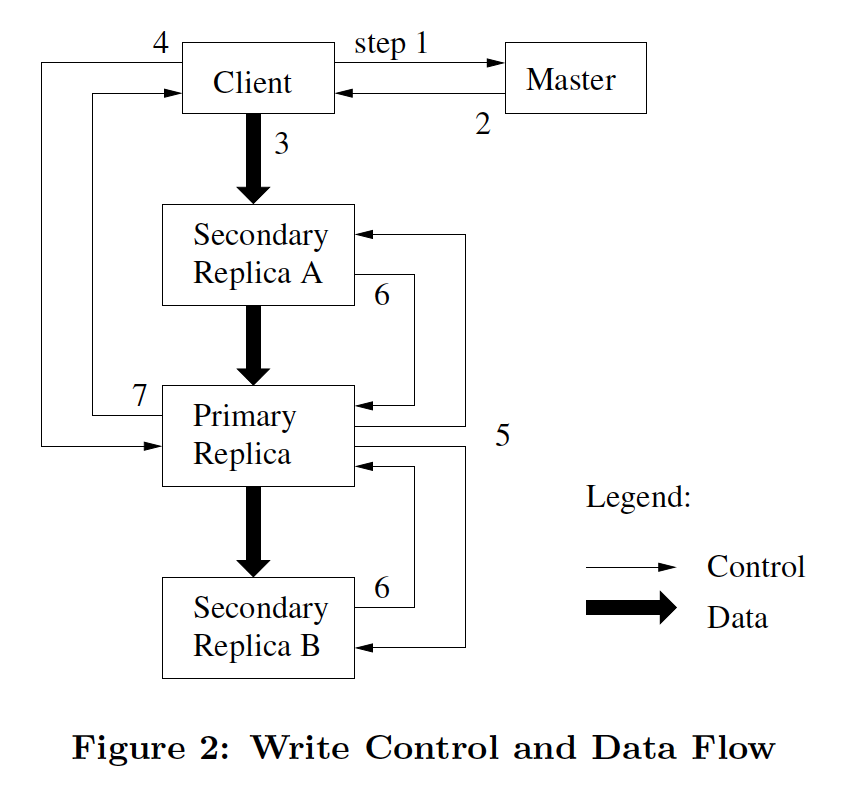 4
step 1
Client
Master
2
3
Secondary
Replica A
6
7
Primary
Replica
5
Legend:
Control
Data
6
Secondary
Replica B
Figure 2: Write Control and Data Flow